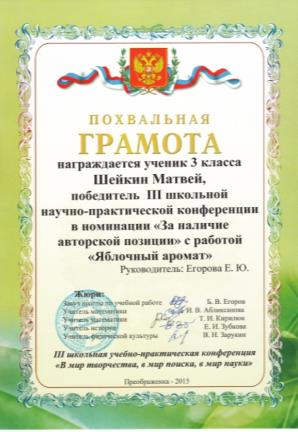 ПОХВАЛЬНАЯ
ГРАМОТА
награждается ученик 3 класса
Шейкин Матвей,
победитель III школьной
научно-практической конференции
в номинации «За наличие
авторской позиции» с работой
«Яблочный аромат»
Руководитель: Егорова Е. Ю.
Жюри:
Завуч школы по учебной работе Б. В. Егоров
Учитель математики И. В. Абликсанова
Учитель математики Т. И. Кирилюк
Учитель истории Е. И. Зубкова
Учитель физической культуры В. Н. Зарукин
III школьная учебно-практическая конференция
«В мир творчества, в мир поиска, в мир науки»
Преображенка - 2015